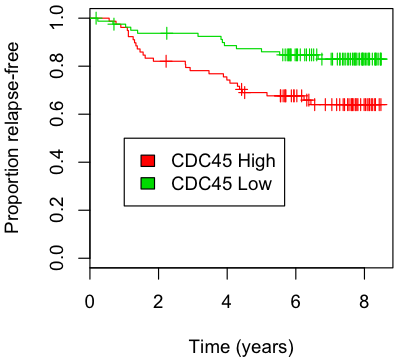 Proportion relapse-free
1.0
0.8
0.6
0.4
0.2
0.0
CDC45 High
CDC45 Low
0 2 4 6 8
Time (years)